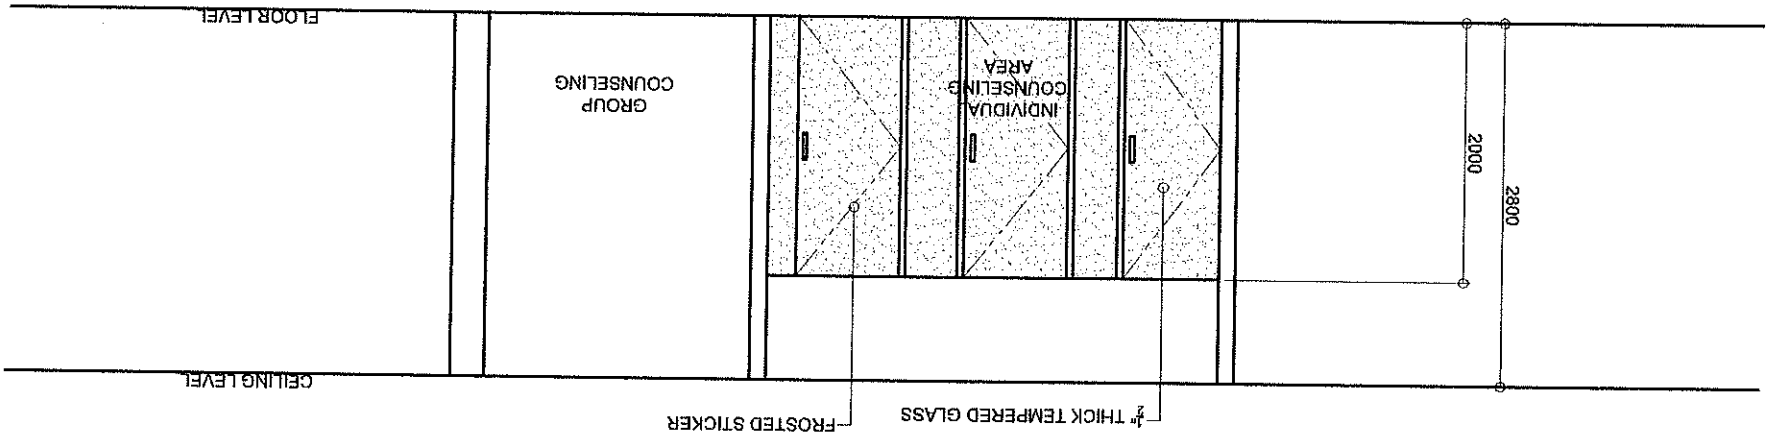 ½" THICK TEMPERED GLASS
FROSTED STICKER
CEILING LEVEL
2800
2000
INDIVIDUAL
COUNSELING
AREA
GROUP
COUNSELING
FLOOR LEVEL